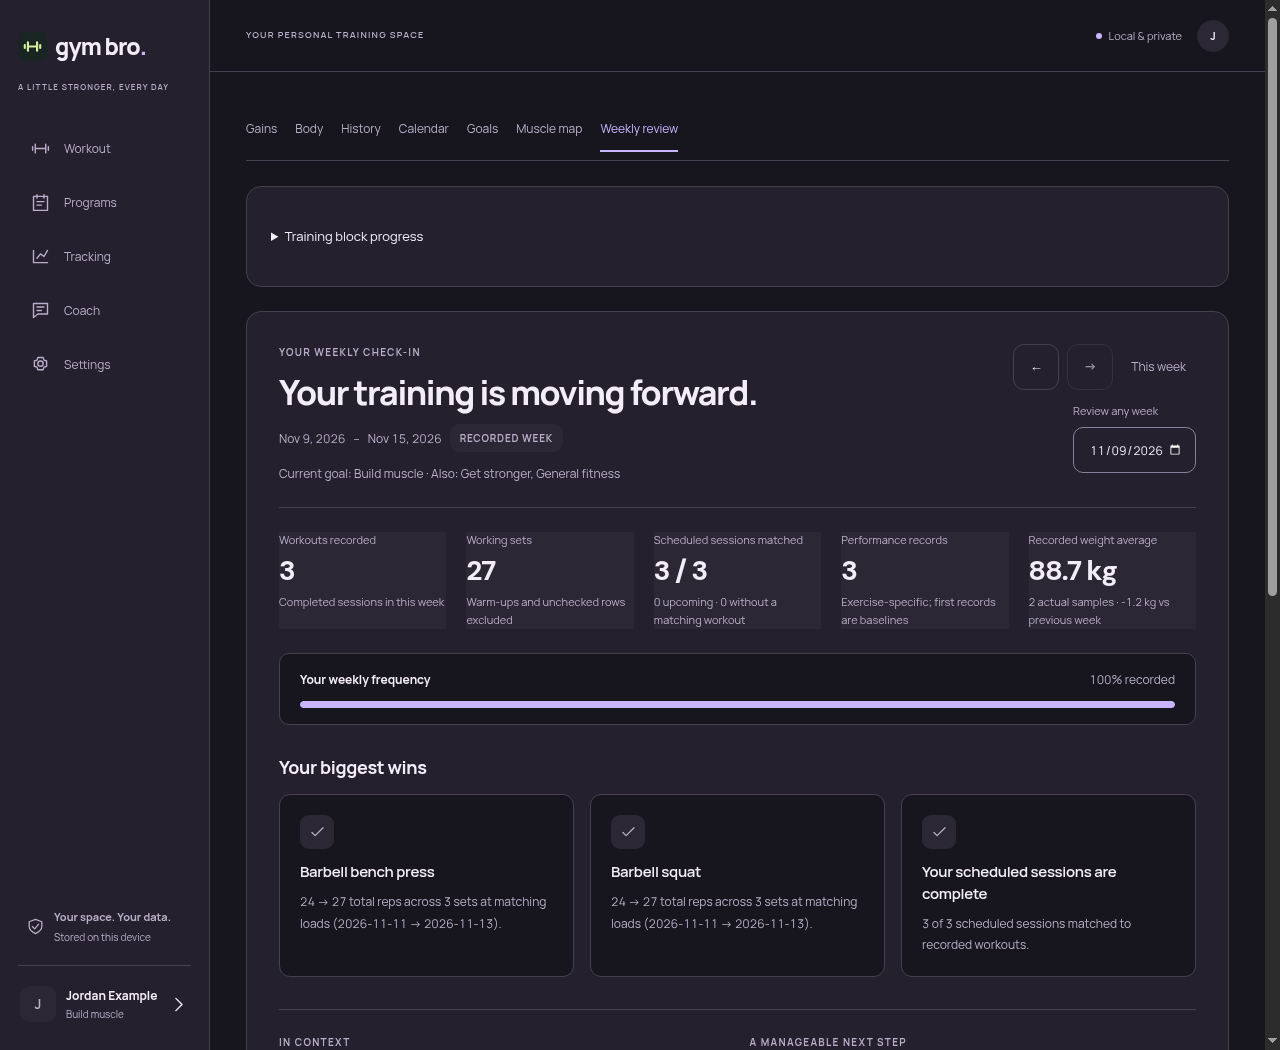 gym bro.
A LITTLE STRONGER, EVERY DAY
Workout
Programs
Tracking
Coach
Settings
Your space. Your data.
Stored on this device
J
Jordan Example
Build muscle
YOUR PERSONAL TRAINING SPACE
Local & private
J
Gains
Body
History
Calendar
Goals
Muscle map
Weekly review
Training block progress
YOUR WEEKLY CHECK-IN
Your training is moving forward.
Nov 9, 2026 – Nov 15, 2026 RECORDED WEEK
Current goal: Build muscle · Also: Get stronger, General fitness
← → This week
Review any week
11/09/2026
Workouts recorded
3
Completed sessions in this week
Working sets
27
Warm-ups and unchecked rows
excluded
Scheduled sessions matched
3 / 3
0 upcoming · 0 without a
matching workout
Performance records
3
Exercise-specific; first records
are baselines
Recorded weight average
88.7 kg
2 actual samples · -1.2 kg vs
previous week
Your weekly frequency
100% recorded
Your biggest wins
Barbell bench press
24 → 27 total reps across 3 sets at matching
loads (2026-11-11 → 2026-11-13).
Barbell squat
24 → 27 total reps across 3 sets at matching
loads (2026-11-11 → 2026-11-13).
Your scheduled sessions are
complete
3 of 3 scheduled sessions matched to
recorded workouts.
IN CONTEXT
A MANAGEABLE NEXT STEP